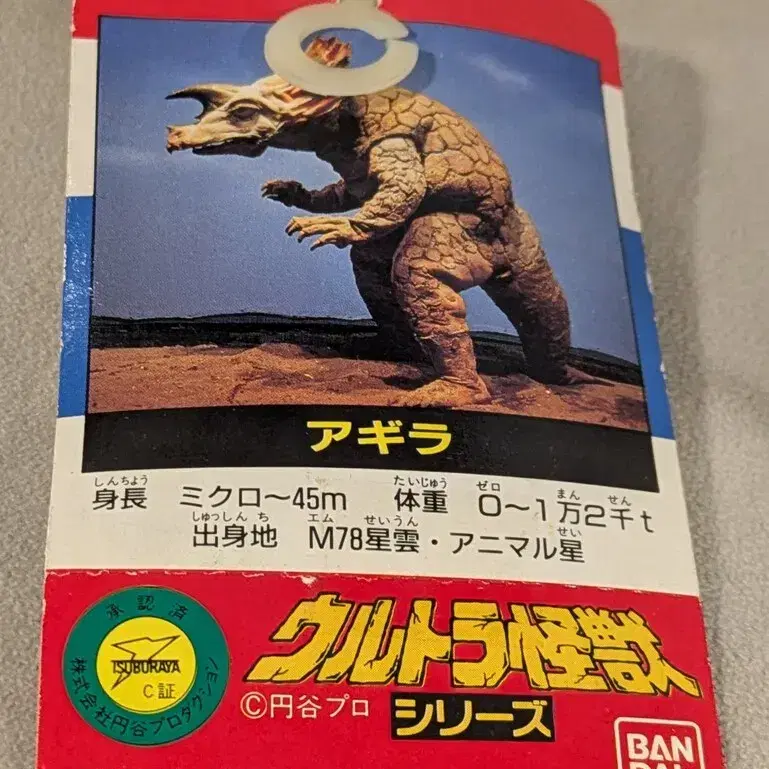 アギラ
しんちょう たいじゅう ゼロ まん せん
身長 ミクロ〜45m 体重 0〜1万2千t
しゅっしんち エム せいうん せい
出身地 M78星雲・アニマル星
承認済
TSUBURAYA
C証
株式会社円谷プロダクション
ウルトラ怪獣
©円谷プロ シリーズ
BAN
DAI